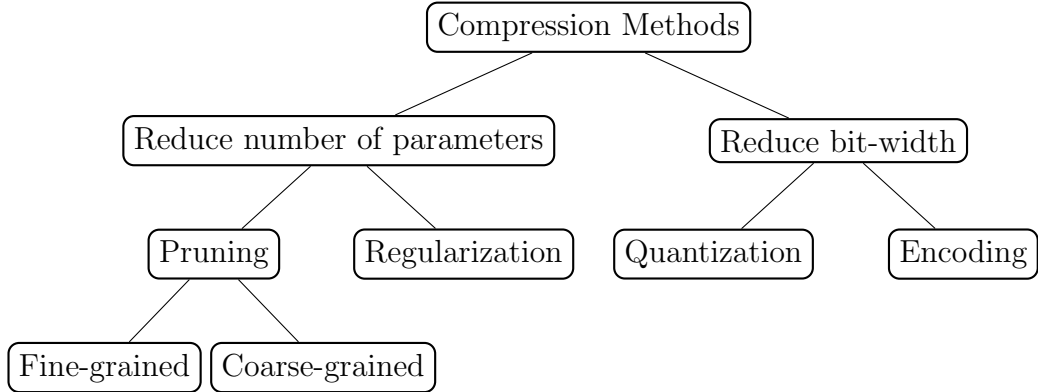 Compression Methods
Reduce number of parameters
Reduce bit-width
Pruning
Regularization
Quantization
Encoding
Fine-grained
Coarse-grained